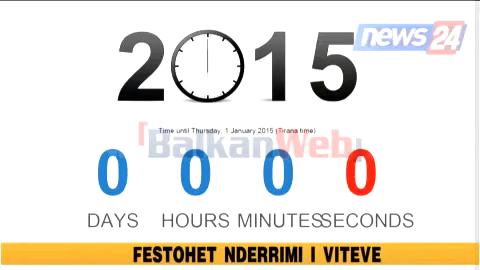 2015
news24
Time until Thursday, 1 January 2015 (Tirana time)
BalkanWeb
0 0 0 0
DAYS HOURS MINUTES SECONDS
FESTOHET NDERRIMI I VITEVE